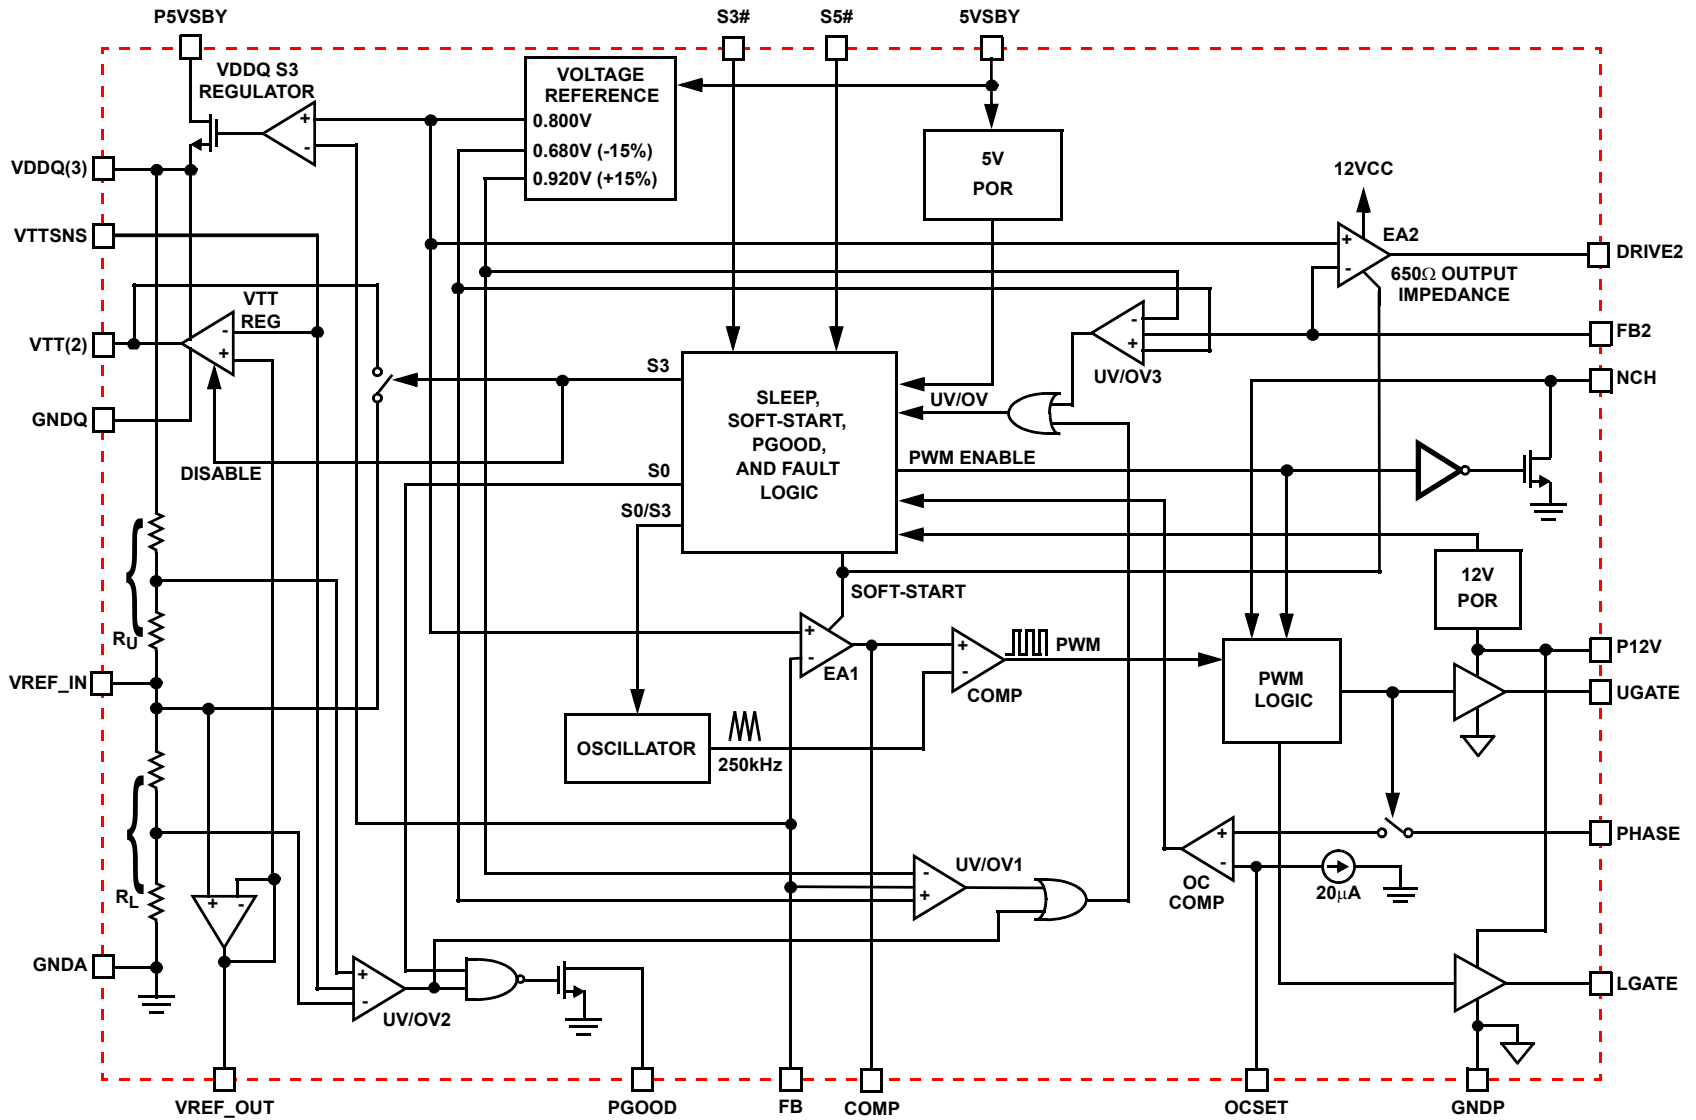 P5VSBY
S3#
S5#
5VSBY
VDDQ S3
REGULATOR
+
-
VOLTAGE
REFERENCE
0.800V
0.680V (-15%)
0.920V (+15%)
5V
POR
12VCC
VDDQ(3)
VTTSNS
VTT(2)
GNDQ
VTT
REG
-
+
DISABLE
+
-
EA2
650Ω OUTPUT
IMPEDANCE
DRIVE2
FB2
NCH
-
+
UV/OV3
S3
S0
S0/S3
SLEEP,
SOFT-START,
PGOOD,
AND FAULT
LOGIC
UV/OV
PWM ENABLE
SOFT-START
12V
POR
RU
VREF_IN
RL
GNDA
+
-
EA1
+
-
COMP
PWM
PWM
LOGIC
P12V
UGATE
OSCILLATOR
250kHz
PHASE
+
-
OC
COMP
20μA
-
+
UV/OV1
+
-
+
-
UV/OV2
LGATE
VREF_OUT
PGOOD
FB
COMP
OCSET
GNDP